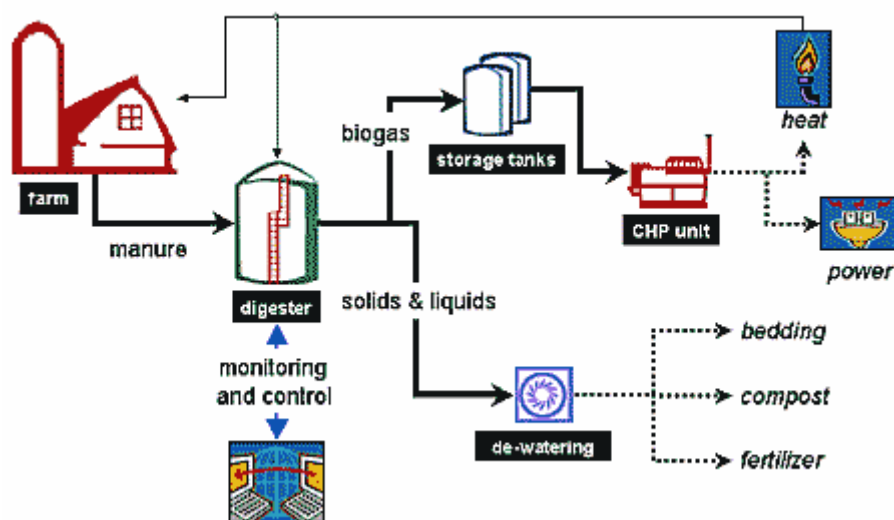 heat
biogas
storage tanks
farm
CHP unit
manure
power
digester
solids & liquids
bedding
monitoring
and control
compost
de-watering
fertilizer